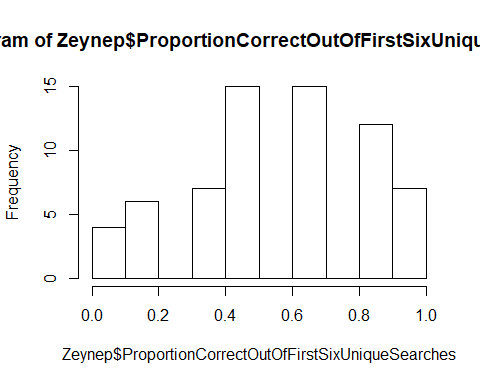 ram of Zeynep$ProportionCorrectOutOfFirstSixUniqu
Frequency
15
10
5
0
0.0 0.2 0.4 0.6 0.8 1.0
Zeynep$ProportionCorrectOutOfFirstSixUniqueSearches